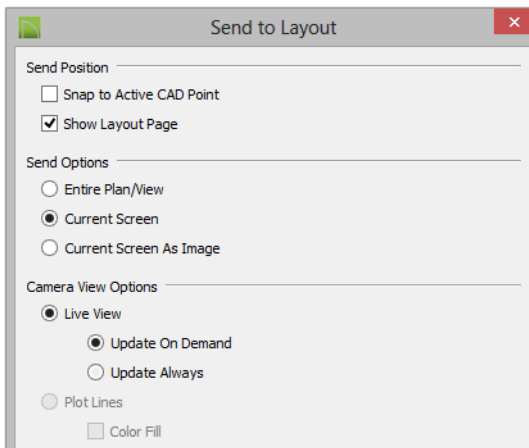 Send to Layout
Send Position
Snap to Active CAD Point
Show Layout Page
Send Options
Entire Plan/View
Current Screen
Current Screen As Image
Camera View Options
Live View
Update On Demand
Update Always
Plot Lines
Color Fill